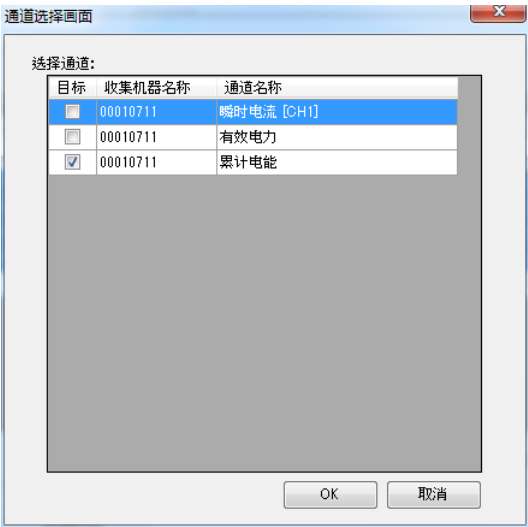 通道选择画面
选择通道:
目标 收集机器名称 通道名称
00010711 瞬时电流 [CH1]
00010711 有效电力
00010711 累计电能
OK 取消